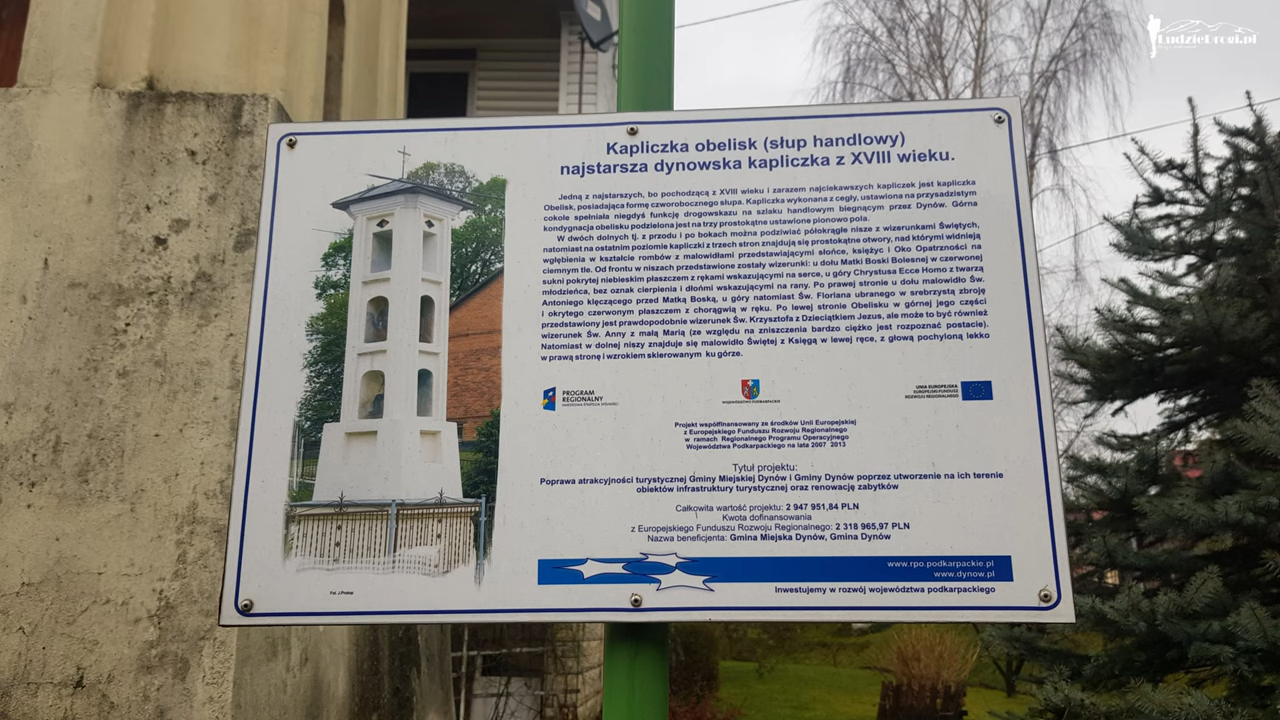 LudzieDrogi.pl
Kapliczka obelisk (słup handlowy)
najstarsza dynowska kapliczka z XVIII wieku.
Jedną z najstarszych, bo pochodzącą z XVIII wieku i zarazem najciekawszych kapliczek jest kapliczka
Obelisk, posiadająca formę czworobocznego słupa. Kapliczka wykonana z cegły, ustawiona na przysadzistym
cokole spełniała niegdyś funkcję drogowskazu na szlaku handlowym biegnącym przez Dynów. Górna
kondygnacja obelisku podzielona jest na trzy prostokątne ustawione pionowo pola.
W dwóch dolnych tj. z przodu i po bokach można podziwiać półokrągłe nisze z wizerunkami Świętych,
natomiast na ostatnim poziomie kapliczki z trzech stron znajdują się prostokątne otwory, nad którymi widnieją
wgłębienia w kształcie rombów z malowidłami przedstawiającymi słońce, księżyc i Oko Opatrzności na
ciemnym tle. Od frontu w niszach przedstawione zostały wizerunki: u dołu Matki Boski Bolesnej w czerwonej
sukni pokrytej niebieskim płaszczem z rękami wskazującymi na serce, u góry Chrystusa Ecce Homo z twarzą
młodzieńca, bez oznak cierpienia i dłońmi wskazującymi na rany. Po prawej stronie u dołu malowidło Św.
Antoniego klęczącego przed Matką Boską, u góry natomiast Św. Floriana ubranego w srebrzystą zbroję
i okrytego czerwonym płaszczem z chorągwią w ręku. Po lewej stronie Obelisku w górnej jego części
przedstawiony jest prawdopodobnie wizerunek Św. Krzysztofa z Dzieciątkiem Jezus, ale może to być również
wizerunek Św. Anny z małą Marią (ze względu na zniszczenia bardzo ciężko jest rozpoznać postacie).
Natomiast w dolnej niszy znajduje się malowidło Świętej z Księgą w lewej ręce, z głową pochyloną lekko
w prawą stronę i wzrokiem skierowanym ku górze.
PROGRAM
REGIONALNY
NARODOWA STRATEGIA SPÓJNOŚCI
WOJEWÓDZTWO PODKARPACKIE
UNIA EUROPEJSKA
EUROPEJSKI FUNDUSZ
ROZWOJU REGIONALNEGO
Projekt współfinansowany ze środków Unii Europejskiej
z Europejskiego Funduszu Rozwoju Regionalnego
w ramach Regionalnego Programu Operacyjnego
Województwa Podkarpackiego na lata 2007 2013
Tytuł projektu:
Poprawa atrakcyjności turystycznej Gminy Miejskiej Dynów i Gminy Dynów poprzez utworzenie na ich terenie
obiektów infrastruktury turystycznej oraz renowację zabytków
Całkowita wartość projektu: 2 947 951,84 PLN
Kwota dofinansowania
z Europejskiego Funduszu Rozwoju Regionalnego: 2 318 965,97 PLN
Nazwa beneficjenta: Gmina Miejska Dynów, Gmina Dynów
www.rpo.podkarpackie.pl
www.dynow.pl
Inwestujemy w rozwój województwa podkarpackiego
Fot. J.Prokop